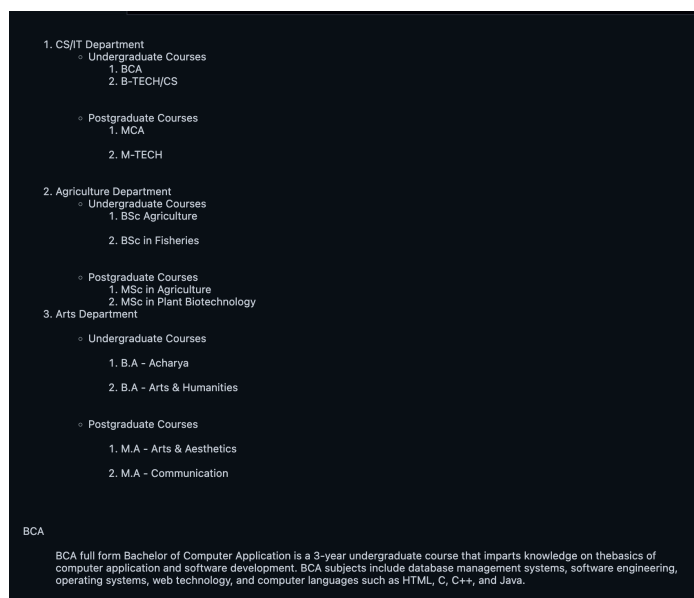 1. CS/IT Department
◦ Undergraduate Courses
1. BCA
2. B-TECH/CS
◦ Postgraduate Courses
1. MCA
2. M-TECH
2. Agriculture Department
◦ Undergraduate Courses
1. BSc Agriculture
2. BSc in Fisheries
◦ Postgraduate Courses
1. MSc in Agriculture
2. MSc in Plant Biotechnology
3. Arts Department
◦ Undergraduate Courses
1. B.A - Acharya
2. B.A - Arts & Humanities
◦ Postgraduate Courses
1. M.A - Arts & Aesthetics
2. M.A - Communication
BCA
BCA full form Bachelor of Computer Application is a 3-year undergraduate course that imparts knowledge on thebasics of
computer application and software development. BCA subjects include database management systems, software engineering,
operating systems, web technology, and computer languages such as HTML, C, C++, and Java.